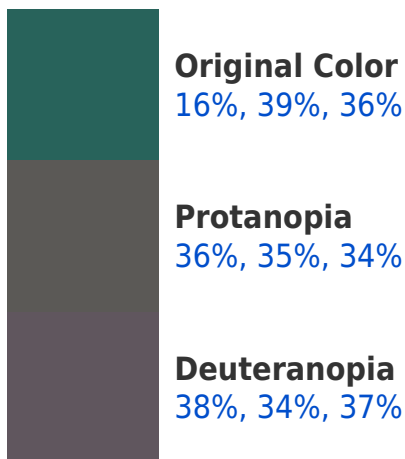 Original Color
16%, 39%, 36%
Protanopia
36%, 35%, 34%
Deuteranopia
38%, 34%, 37%